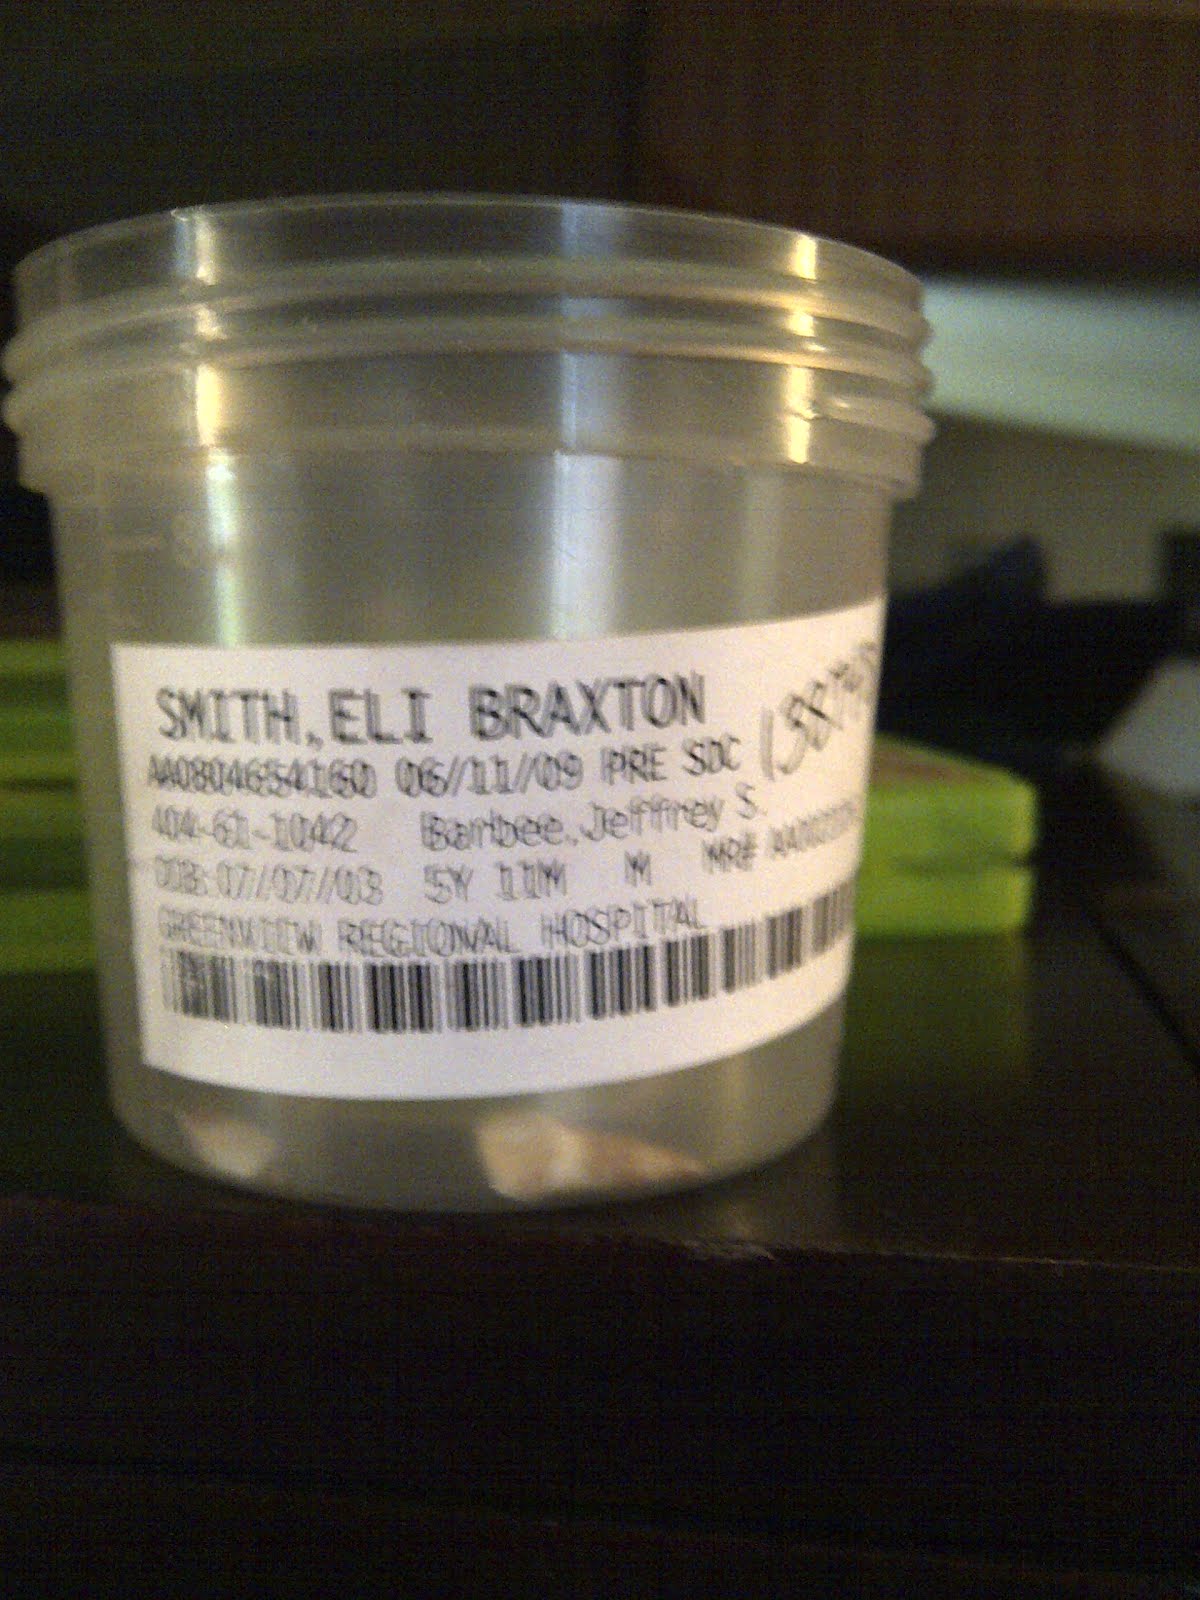 SMITH,ELI BRAXTON
AA0804654160 06/11/09 PRE SDC
404-61-1042 Barbee,Jeffrey S.
DOB:07/07/03 5Y 11M M MR#
GREENVIEW REGIONAL HOSPITAL